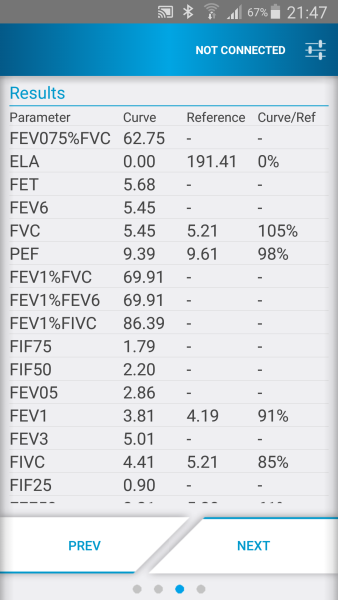 67% 21:47
NOT CONNECTED
Results
Parameter Curve Reference Curve/Ref
FEV075%FVC 62.75 - -
ELA 0.00 191.41 0%
FET 5.68 - -
FEV6 5.45 - -
FVC 5.45 5.21 105%
PEF 9.39 9.61 98%
FEV1%FVC 69.91 - -
FEV1%FEV6 69.91 - -
FEV1%FIVC 86.39 - -
FIF75 1.79 - -
FIF50 2.20 - -
FEV05 2.86 - -
FEV1 3.81 4.19 91%
FEV3 5.01 - -
FIVC 4.41 5.21 85%
FIF25 0.90 - -
PREV NEXT